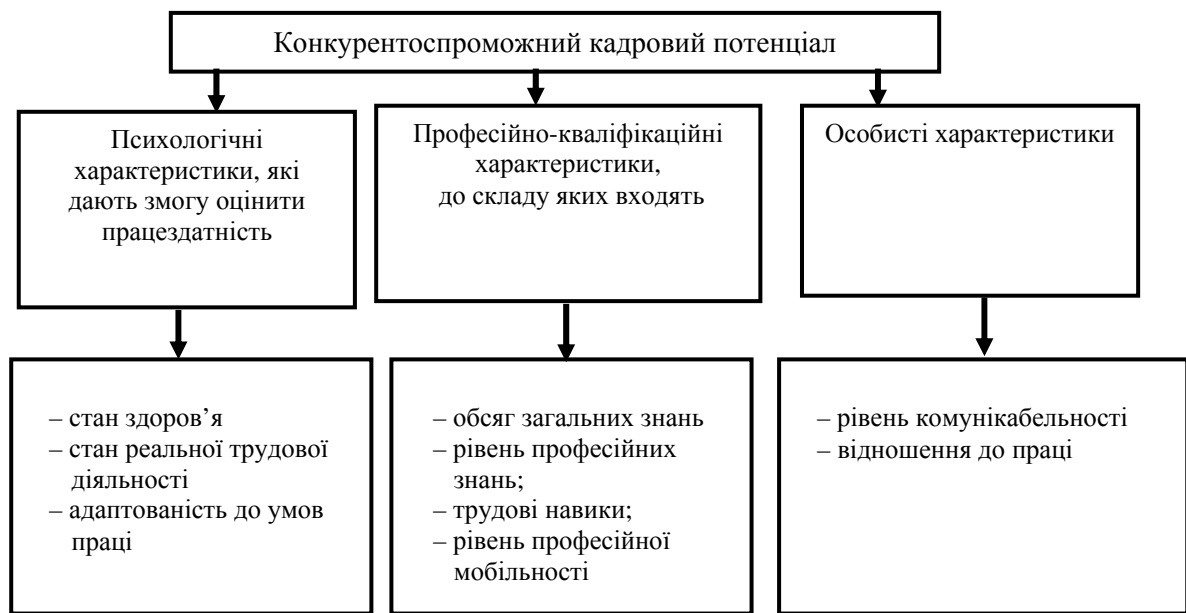 Конкурентоспроможний кадровий потенціал
Психологічні
характеристики, які
дають змогу оцінити
працездатність
Професійно-кваліфікаційні
характеристики,
до складу яких входять
Особисті характеристики
– стан здоров’я
– стан реальної трудової
діяльності
– адаптованість до умов
праці
– обсяг загальних знань
– рівень професійних
знань;
– трудові навики;
– рівень професійної
мобільності
– рівень комунікабельності
– відношення до праці